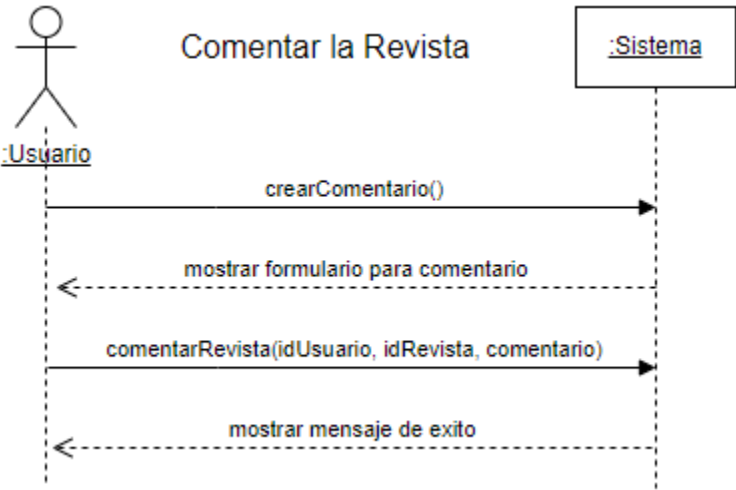 Comentar la Revista
:Sistema
:Usuario
crearComentario()
mostrar formulario para comentario
comentarRevista(idUsuario, idRevista, comentario)
mostrar mensaje de exito